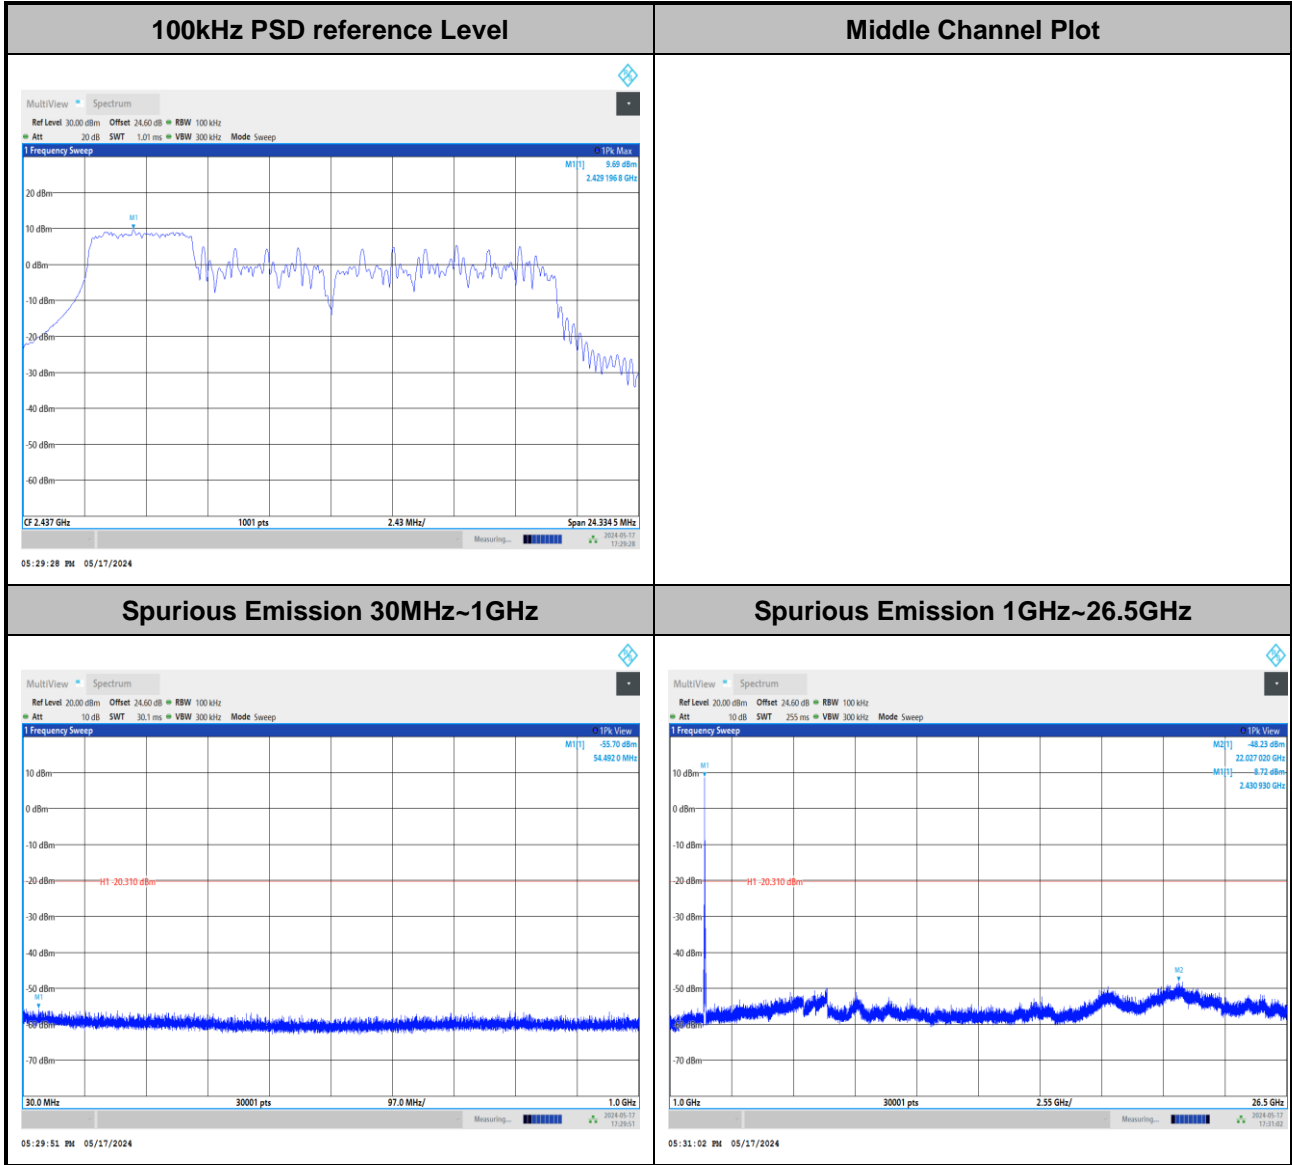 100kHz PSD reference Level
Middle Channel Plot
MultiView Spectrum
Ref Level 30.00 dBm Offset 24.60 dB RBW 100 kHz
Att 20 dB SWT 1.01 ms VBW 300 kHz Mode Sweep
1 Frequency Sweep 1Pk Max
M1[1] 9.69 dBm
2.429 196 8 GHz
20 dBm
M1
10 dBm
0 dBm
-10 dBm
-20 dBm
-30 dBm
-40 dBm
-50 dBm
-60 dBm
CF 2.437 GHz 1001 pts 2.43 MHz/ Span 24.334 5 MHz
Measuring... 2024-05-17
17:29:28
05:29:28 PM 05/17/2024
Spurious Emission 30MHz~1GHz
MultiView Spectrum
Ref Level 20.00 dBm Offset 24.60 dB RBW 100 kHz
Att 10 dB SWT 30.1 ms VBW 300 kHz Mode Sweep
1 Frequency Sweep 1Pk View
M1[1] -55.70 dBm
54.492 0 MHz
10 dBm
0 dBm
-10 dBm
-20 dBm H1 -20.310 dBm
-30 dBm
-40 dBm
-50 dBm
M1
-60 dBm
-70 dBm
30.0 MHz 30001 pts 97.0 MHz/ 1.0 GHz
Measuring... 2024-05-17
17:29:51
05:29:51 PM 05/17/2024
Spurious Emission 1GHz~26.5GHz
MultiView Spectrum
Ref Level 20.00 dBm Offset 24.60 dB RBW 100 kHz
Att 10 dB SWT 255 ms VBW 300 kHz Mode Sweep
1 Frequency Sweep 1Pk View
M2[1] -48.23 dBm
22.027 020 GHz
M1
10 dBm M1[1] 8.72 dBm
2.430 930 GHz
0 dBm
-10 dBm
-20 dBm H1 -20.310 dBm
-30 dBm
-40 dBm
M2
-50 dBm
-60 dBm
-70 dBm
1.0 GHz 30001 pts 2.55 GHz/ 26.5 GHz
Measuring... 2024-05-17
17:31:02
05:31:02 PM 05/17/2024